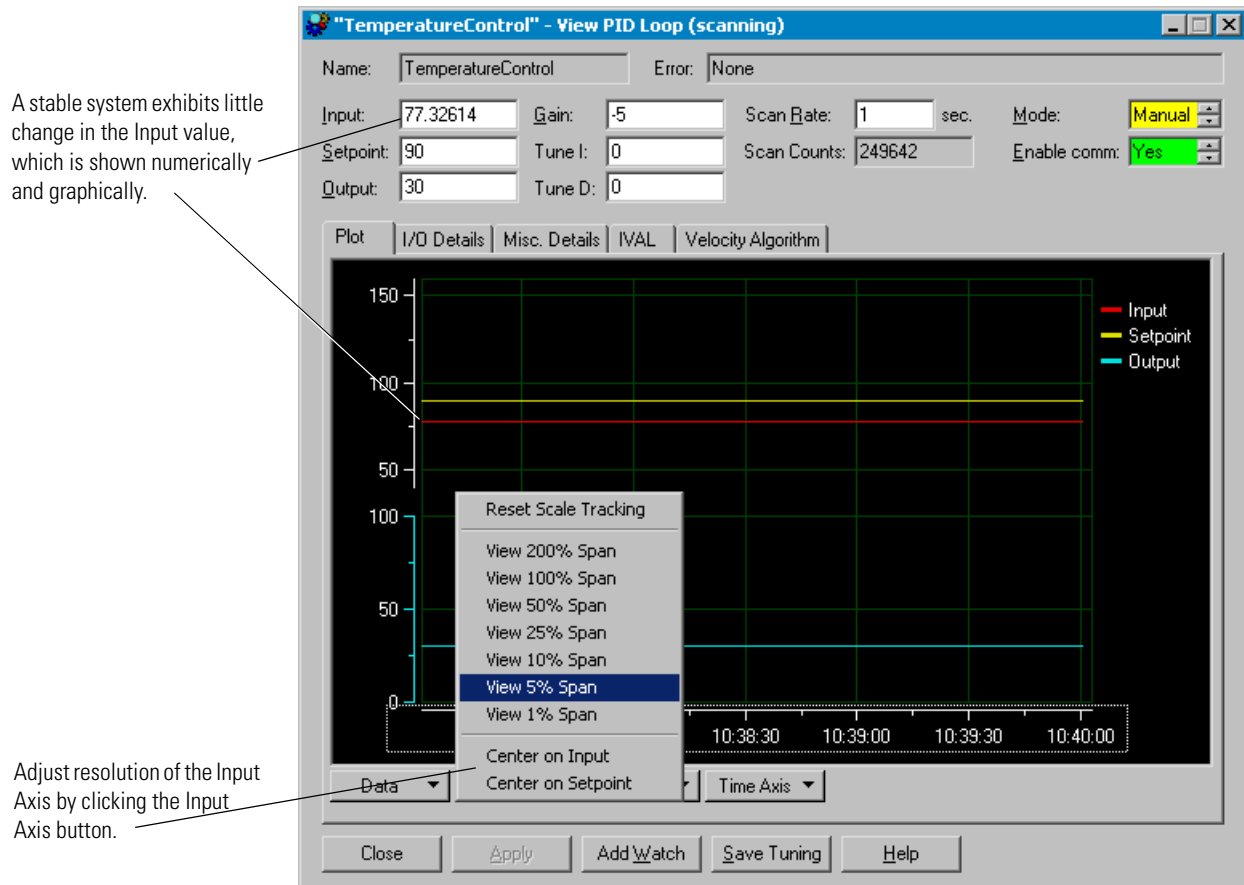 "TemperatureControl" - View PID Loop (scanning)
Name: TemperatureControl Error: None
A stable system exhibits little
change in the Input value,
which is shown numerically
and graphically.
Input: 77.32614 Gain: -5 Scan Rate: 1 sec. Mode: Manual
Setpoint: 90 Tune I: 0 Scan Counts: 249642 Enable comm: Yes
Output: 30 Tune D: 0
Plot I/O Details Misc. Details IVAL Velocity Algorithm
150
100
50
Input
Setpoint
Output
100
50
0
Reset Scale Tracking
View 200% Span
View 100% Span
View 50% Span
View 25% Span
View 10% Span
View 5% Span
View 1% Span
Center on Input
Center on Setpoint
10:38:30 10:39:00 10:39:30 10:40:00
Adjust resolution of the Input
Axis by clicking the Input
Axis button.
Data Time Axis
Close Apply Add Watch Save Tuning Help